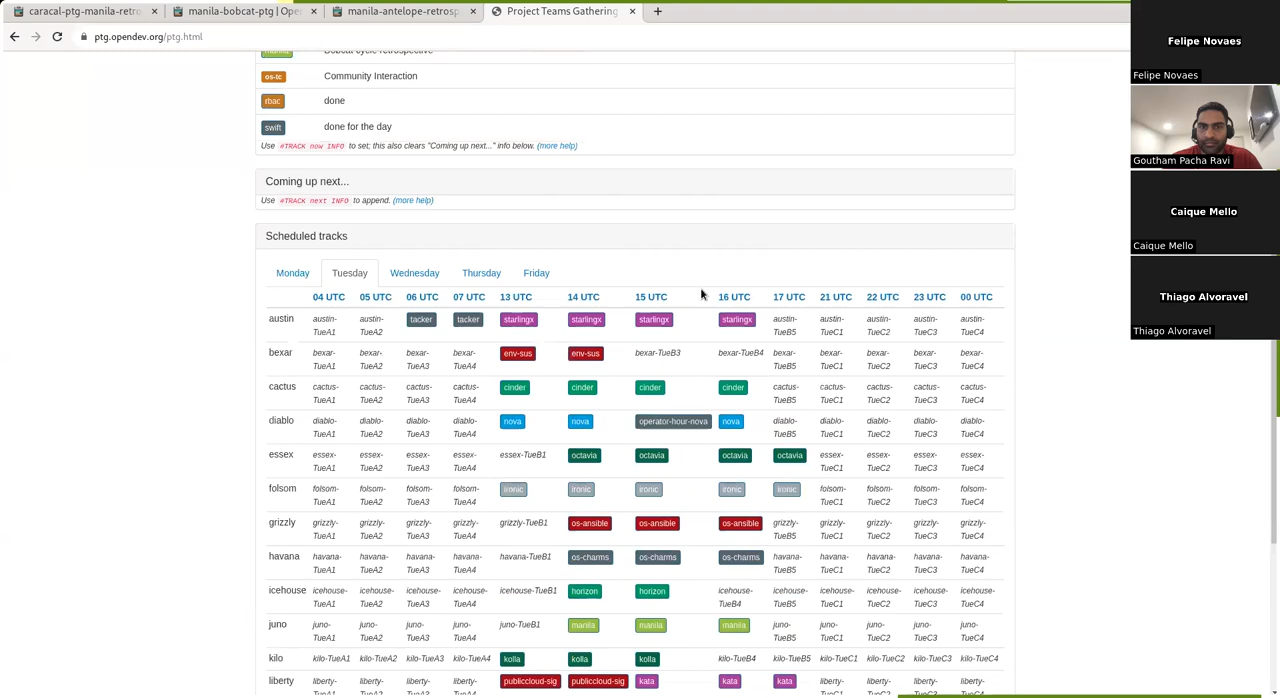 caracal-ptg-manila-retro
manila-bobcat-ptg | Ope
manila-antelope-retrosp
Project Teams Gathering
ptg.opendev.org/ptg.html
Bobcat cycle retrospective
os-tc Community Interaction
rbac done
swift done for the day
Use #TRACK now INFO to set; this also clears "Coming up next..." info below. (more help)
Coming up next...
Use #TRACK next INFO to append. (more help)
Scheduled tracks
Monday Tuesday Wednesday Thursday Friday
04 UTC 05 UTC 06 UTC 07 UTC 13 UTC 14 UTC 15 UTC 16 UTC 17 UTC 21 UTC 22 UTC 23 UTC 00 UTC
austin austin- austin- tacker tacker starlingx starlingx starlingx starlingx austin- austin- austin- austin- austin-
TueA1 TueA2 TueB5 TueC1 TueC2 TueC3 TueC4
bexar bexar- bexar- bexar- bexar- env-sus env-sus bexar-TueB3 bexar-TueB4 bexar- bexar- bexar- bexar- bexar-
TueA1 TueA2 TueA3 TueA4 TueB5 TueC1 TueC2 TueC3 TueC4
cactus cactus- cactus- cactus- cactus- cinder cinder cinder cinder cactus- cactus- cactus- cactus- cactus-
TueA1 TueA2 TueA3 TueA4 TueB5 TueC1 TueC2 TueC3 TueC4
diablo diablo- diablo- diablo- diablo- nova nova operator-hour-nova nova diablo- diablo- diablo- diablo- diablo-
TueA1 TueA2 TueA3 TueA4 TueB5 TueC1 TueC2 TueC3 TueC4
essex essex- essex- essex- essex- essex-TueB1 octavia octavia octavia octavia essex- essex- essex- essex-
TueA1 TueA2 TueA3 TueA4 TueC1 TueC2 TueC3 TueC4
folsom folsom- folsom- folsom- folsom- ironic ironic ironic ironic ironic folsom- folsom- folsom- folsom-
TueA1 TueA2 TueA3 TueA4 TueC1 TueC2 TueC3 TueC4
grizzly grizzly- grizzly- grizzly- grizzly- grizzly-TueB1 os-ansible os-ansible os-ansible grizzly- grizzly- grizzly- grizzly- grizzly-
TueA1 TueA2 TueA3 TueA4 TueB5 TueC1 TueC2 TueC3 TueC4
havana havana- havana- havana- havana- havana-TueB1 os-charms os-charms os-charms havana- havana- havana- havana- havana-
TueA1 TueA2 TueA3 TueA4 TueB5 TueC1 TueC2 TueC3 TueC4
icehouse icehouse- icehouse- icehouse- icehouse- icehouse-TueB1 horizon horizon icehouse- icehouse- icehouse- icehouse- icehouse- icehouse-
TueA1 TueA2 TueA3 TueA4 TueB4 TueB5 TueC1 TueC2 TueC3 TueC4
juno juno- juno- juno- juno- juno-TueB1 manila manila manila juno- juno- juno- juno- juno-
TueA1 TueA2 TueA3 TueA4 TueB5 TueC1 TueC2 TueC3 TueC4
kilo kilo-TueA1 kilo-TueA2 kilo-TueA3 kilo-TueA4 kolla kolla kolla kilo-TueB4 kilo-TueB5 kilo-TueC1 kilo-TueC2 kilo-TueC3 kilo-TueC4
liberty liberty- liberty- liberty- liberty- publiccloud-sig publiccloud-sig kata kata kata liberty- liberty- liberty- liberty-
Felipe Novaes
Felipe Novaes
Goutham Pacha Ravi
Caique Mello
Caique Mello
Thiago Alvoravel
Thiago Alvoravel